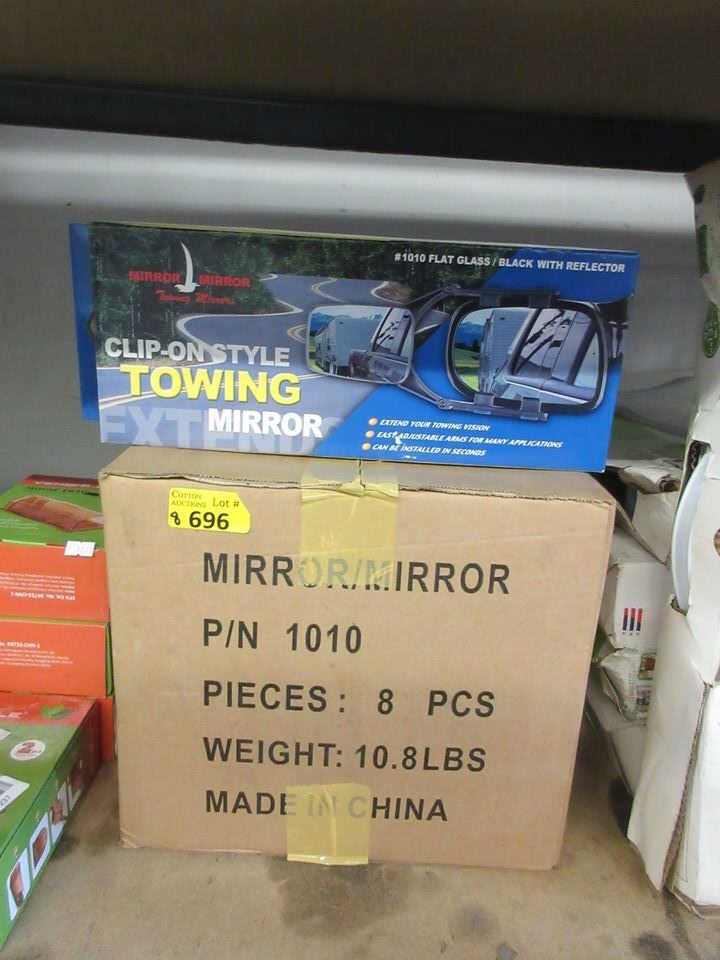 #1010 FLAT GLASS / BLACK WITH REFLECTOR
MIRROR MIRROR
Towing Mirrors
CLIP-ON STYLE
TOWING
MIRROR
EXTEND
EXTEND YOUR TOWING VISION
EASY ADJUSTABLE ARMS FOR MANY APPLICATIONS
CAN BE INSTALLED IN SECONDS
COTTON
AUCTIONS
Lot #
8 696
MIRROR/MIRROR
P/N 1010
PIECES: 8 PCS
WEIGHT: 10.8LBS
MADE IN CHINA